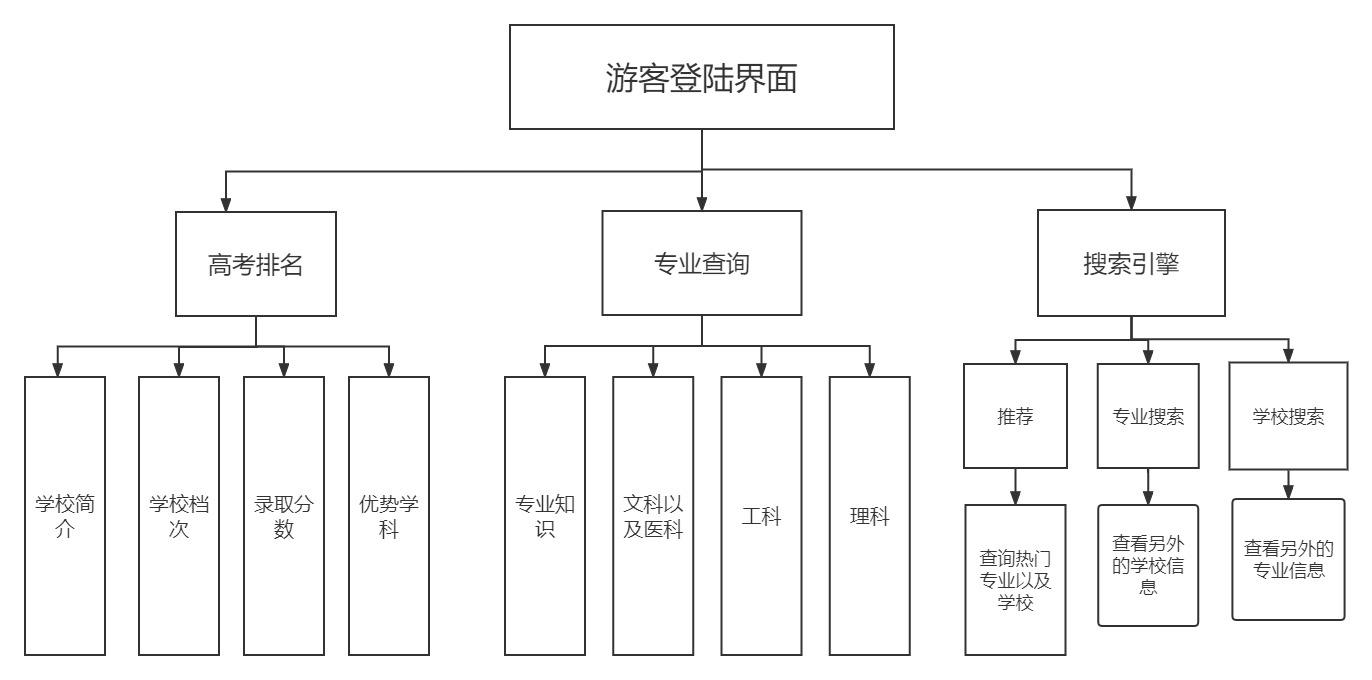 游客登陆界面
高考排名
专业查询
搜索引擎
学校简
介
学校档
次
录取分
数
优势学
科
专业知
识
文科以
及医科
工科
理科
推荐
专业搜索
学校搜索
查询热门
专业以及
学校
查看另外
的学校信
息
查看另外的
专业信息